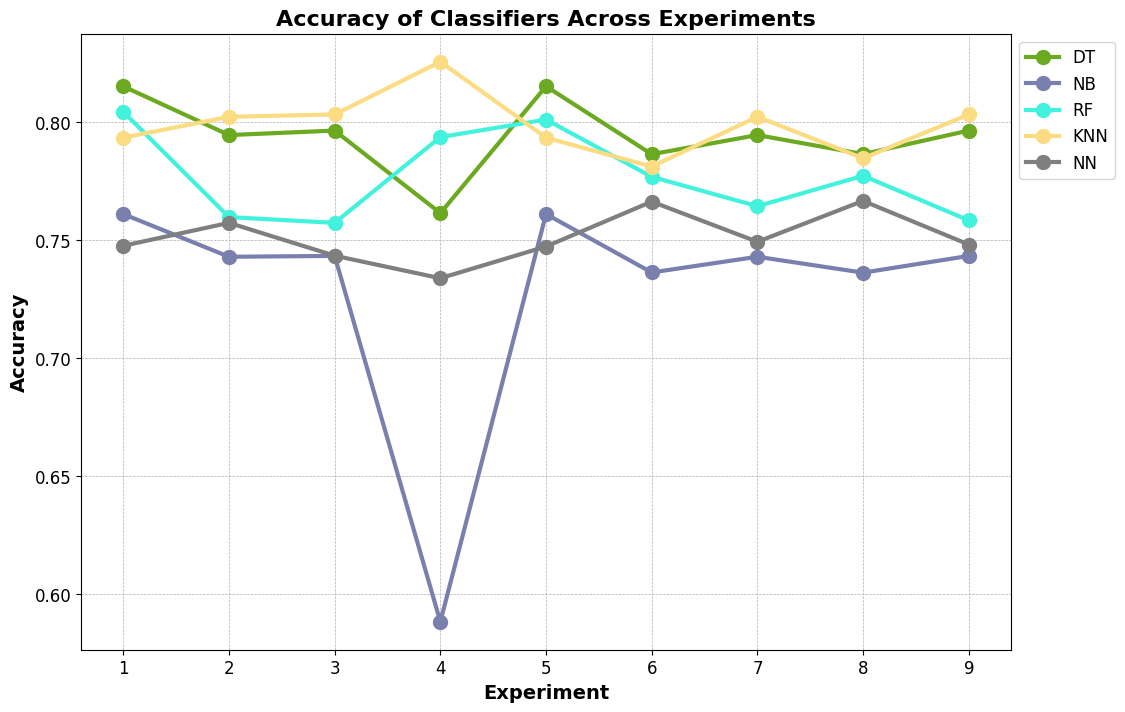 Accuracy of Classifiers Across Experiments
DT
NB
RF
KNN
NN
Accuracy
0.80
0.75
0.70
0.65
0.60
1 2 3 4 5 6 7 8 9
Experiment